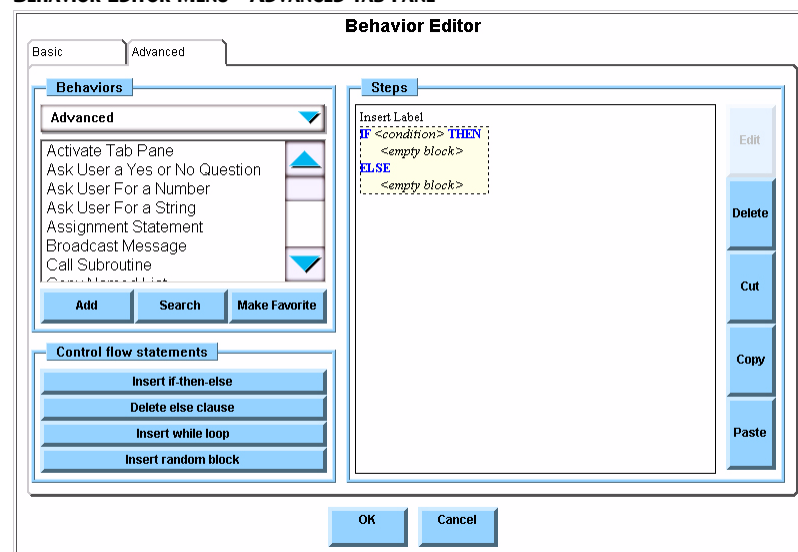 BEHAVIOR EDITOR MENU - ADVANCED TAB PANE
Behavior Editor
Basic
Advanced
Behaviors
Advanced
Activate Tab Pane
Ask User a Yes or No Question
Ask User For a Number
Ask User For a String
Assignment Statement
Broadcast Message
Call Subroutine
Copy Named List
Add
Search
Make Favorite
Control flow statements
Insert if-then-else
Delete else clause
Insert while loop
Insert random block
Steps
Insert Label
IF <condition> THEN
<empty block>
ELSE
<empty block>
Edit
Delete
Cut
Copy
Paste
OK
Cancel